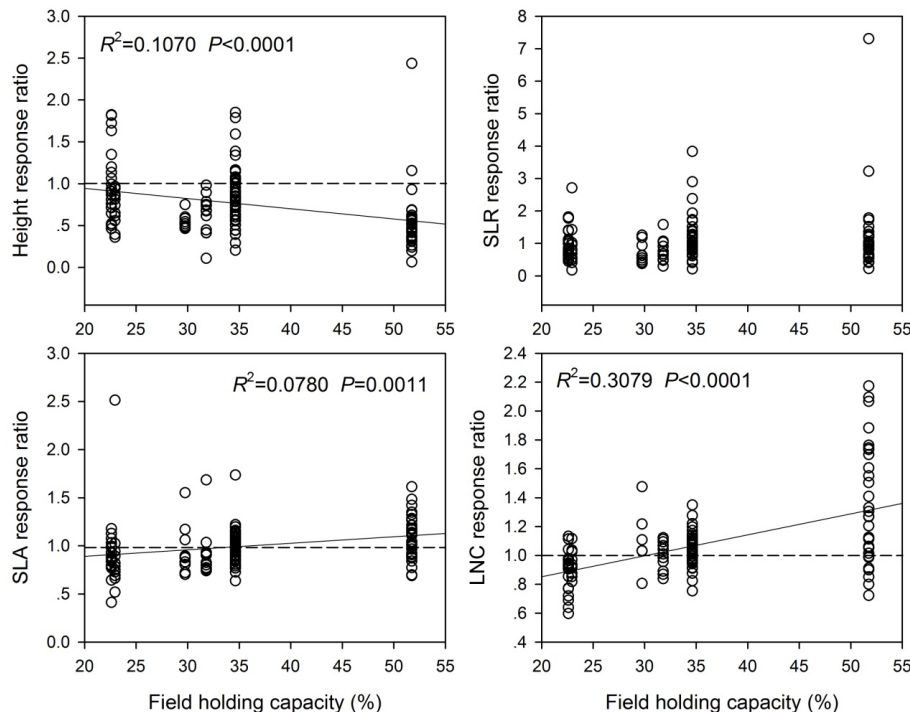 R²=0.1070 P<0.0001
Height response ratio
3.0
2.5
2.0
1.5
1.0
.5
0.0
20 25 30 35 40 45 50 55
SLR response ratio
8
7
6
5
4
3
2
1
0
20 25 30 35 40 45 50 55
R²=0.0780 P=0.0011
SLA response ratio
3.0
2.5
2.0
1.5
1.0
.5
0.0
20 25 30 35 40 45 50 55
Field holding capacity (%)
R²=0.3079 P<0.0001
LNC response ratio
2.4
2.2
2.0
1.8
1.6
1.4
1.2
1.0
.8
.6
.4
20 25 30 35 40 45 50 55
Field holding capacity (%)